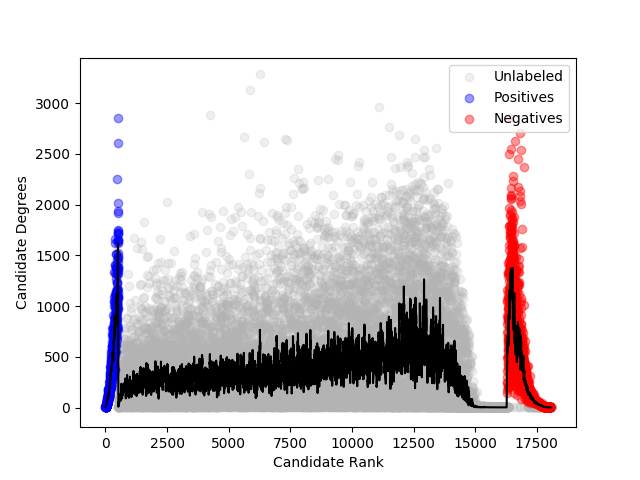 Unlabeled
Positives
Negatives
3000
2500
2000
1500
1000
500
0
Candidate Degrees
0 2500 5000 7500 10000 12500 15000 17500
Candidate Rank